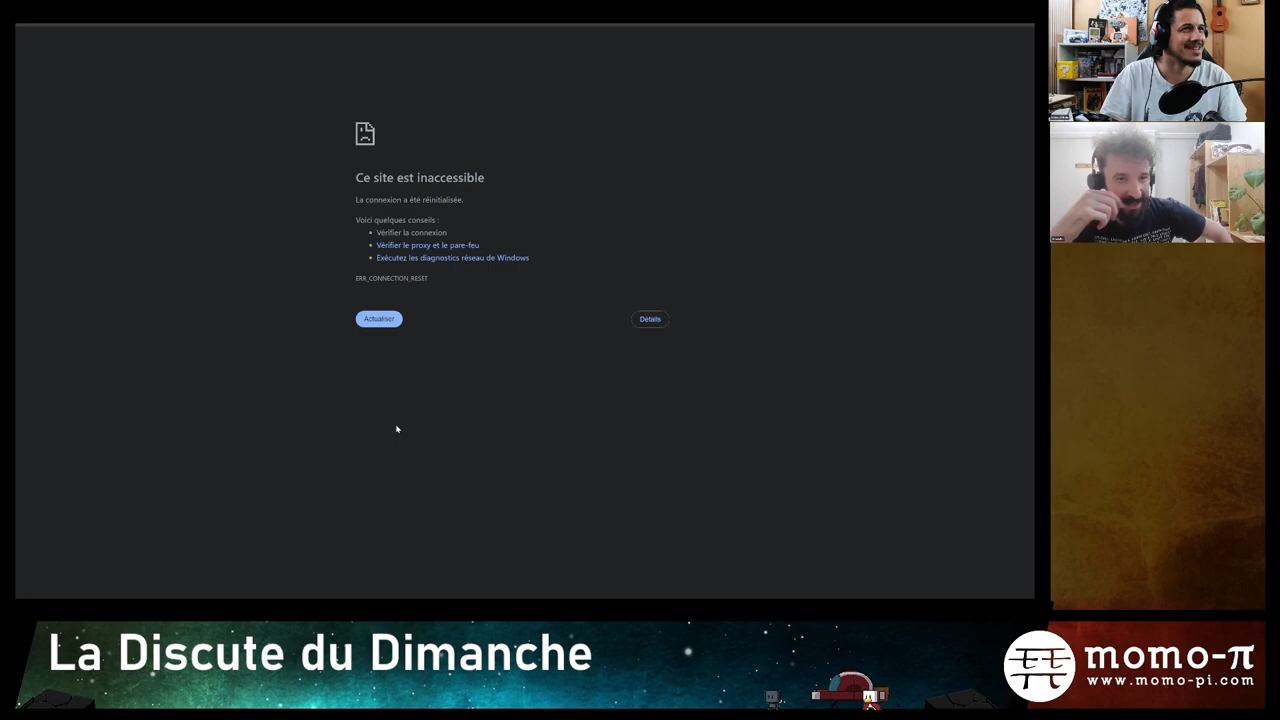 Ce site est inaccessible
La connexion a été réinitialisée.
Voici quelques conseils :
Vérifier la connexion
Vérifier le proxy et le pare-feu
Exécutez les diagnostics réseau de Windows
ERR_CONNECTION_RESET
Actualiser
Détails
La Discute du Dimanche
momo-π
www.momo-pi.com